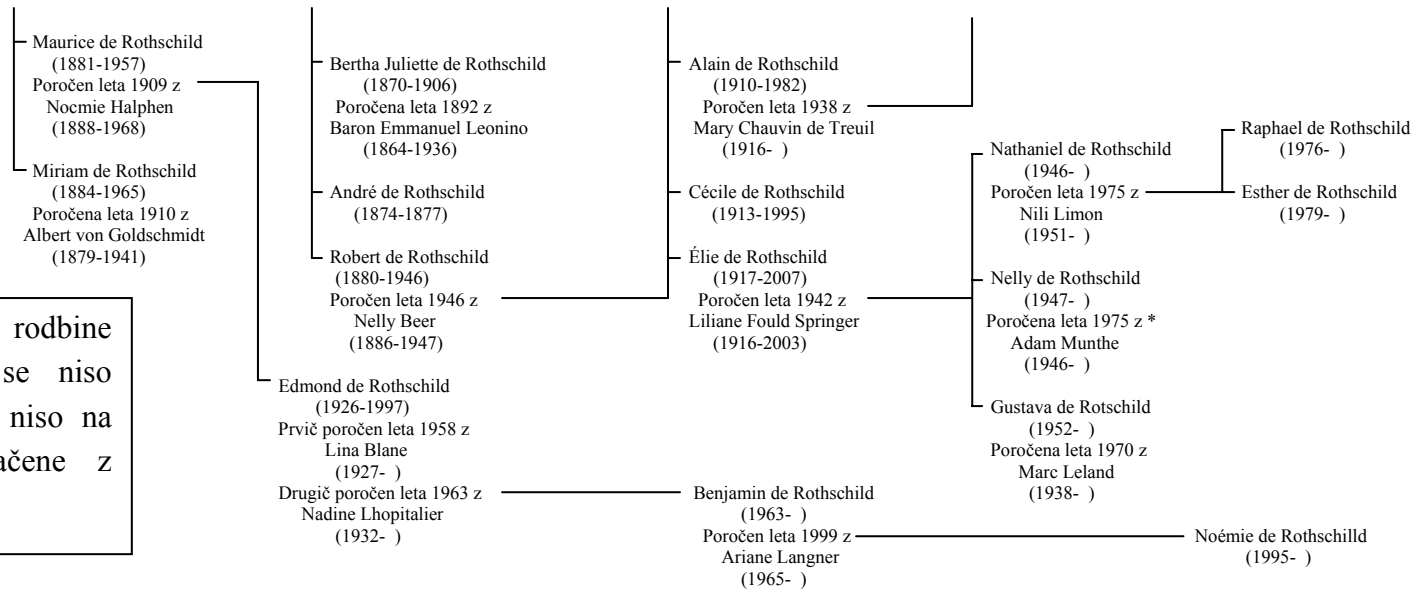 Maurice de Rothschild
(1881-1957)
Poročen leta 1909 z
Nocmie Halphen
(1888-1968)
Miriam de Rothschild
(1884-1965)
Poročena leta 1910 z
Albert von Goldschmidt
(1879-1941)
rodbine
se niso
niso na
ačene z
Bertha Juliette de Rothschild
(1870-1906)
Poročena leta 1892 z
Baron Emmanuel Leonino
(1864-1936)
André de Rothschild
(1874-1877)
Robert de Rothschild
(1880-1946)
Poročen leta 1946 z
Nelly Beer
(1886-1947)
Edmond de Rothschild
(1926-1997)
Prvič poročen leta 1958 z
Lina Blane
(1927- )
Drugič poročen leta 1963 z
Nadine Lhopitalier
(1932- )
Alain de Rothschild
(1910-1982)
Poročen leta 1938 z
Mary Chauvin de Treuil
(1916- )
Cécile de Rothschild
(1913-1995)
Élie de Rothschild
(1917-2007)
Poročen leta 1942 z
Liliane Fould Springer
(1916-2003)
Benjamin de Rothschild
(1963- )
Poročen leta 1999 z
Ariane Langner
(1965- )
Nathaniel de Rothschild
(1946- )
Poročen leta 1975 z
Nili Limon
(1951- )
Nelly de Rothschild
(1947- )
Poročena leta 1975 z *
Adam Munthe
(1946- )
Gustava de Rotschild
(1952- )
Poročena leta 1970 z
Marc Leland
(1938- )
Raphael de Rothschild
(1976- )
Esther de Rothschild
(1979- )
Noémie de Rothschilld
(1995- )